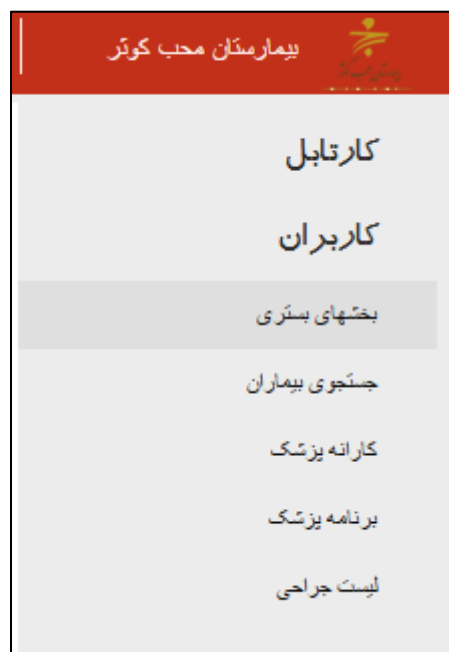 بیمارستان محب کوثر
کارتابل
کاربران
بخشهای بستری
جستجوی بیماران
کارانه پزشک
برنامه پزشک
لیست جراحی